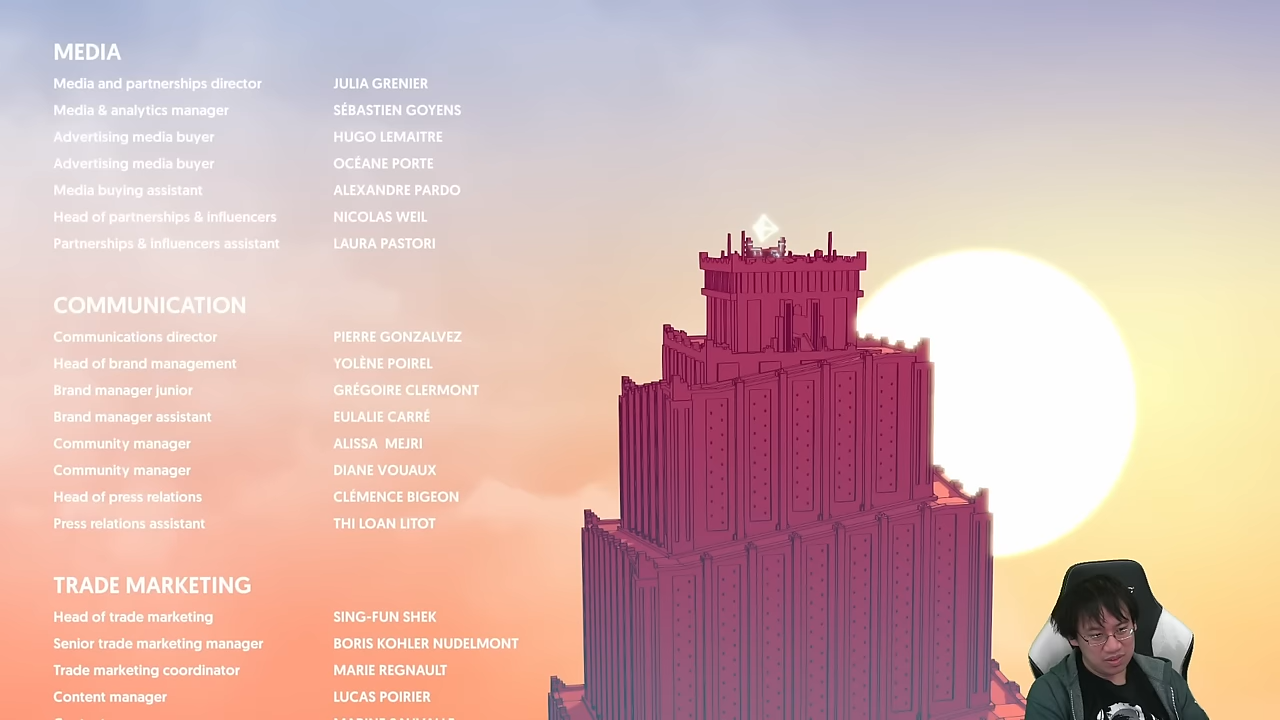 MEDIA
Media and partnerships director JULIA GRENIER
Media & analytics manager SÉBASTIEN GOYENS
Advertising media buyer HUGO LEMAITRE
Advertising media buyer OCÉANE PORTE
Media buying assistant ALEXANDRE PARDO
Head of partnerships & influencers NICOLAS WEIL
Partnerships & influencers assistant LAURA PASTORI
COMMUNICATION
Communications director PIERRE GONZALVEZ
Head of brand management YOLÈNE POIREL
Brand manager junior GRÉGOIRE CLERMONT
Brand manager assistant EULALIE CARRÉ
Community manager ALISSA MEJRI
Community manager DIANE VOUAUX
Head of press relations CLÉMENCE BIGEON
Press relations assistant THI LOAN LITOT
TRADE MARKETING
Head of trade marketing SING-FUN SHEK
Senior trade marketing manager BORIS KOHLER NUDELMONT
Trade marketing coordinator MARIE REGNAULT
Content manager LUCAS POIRIER